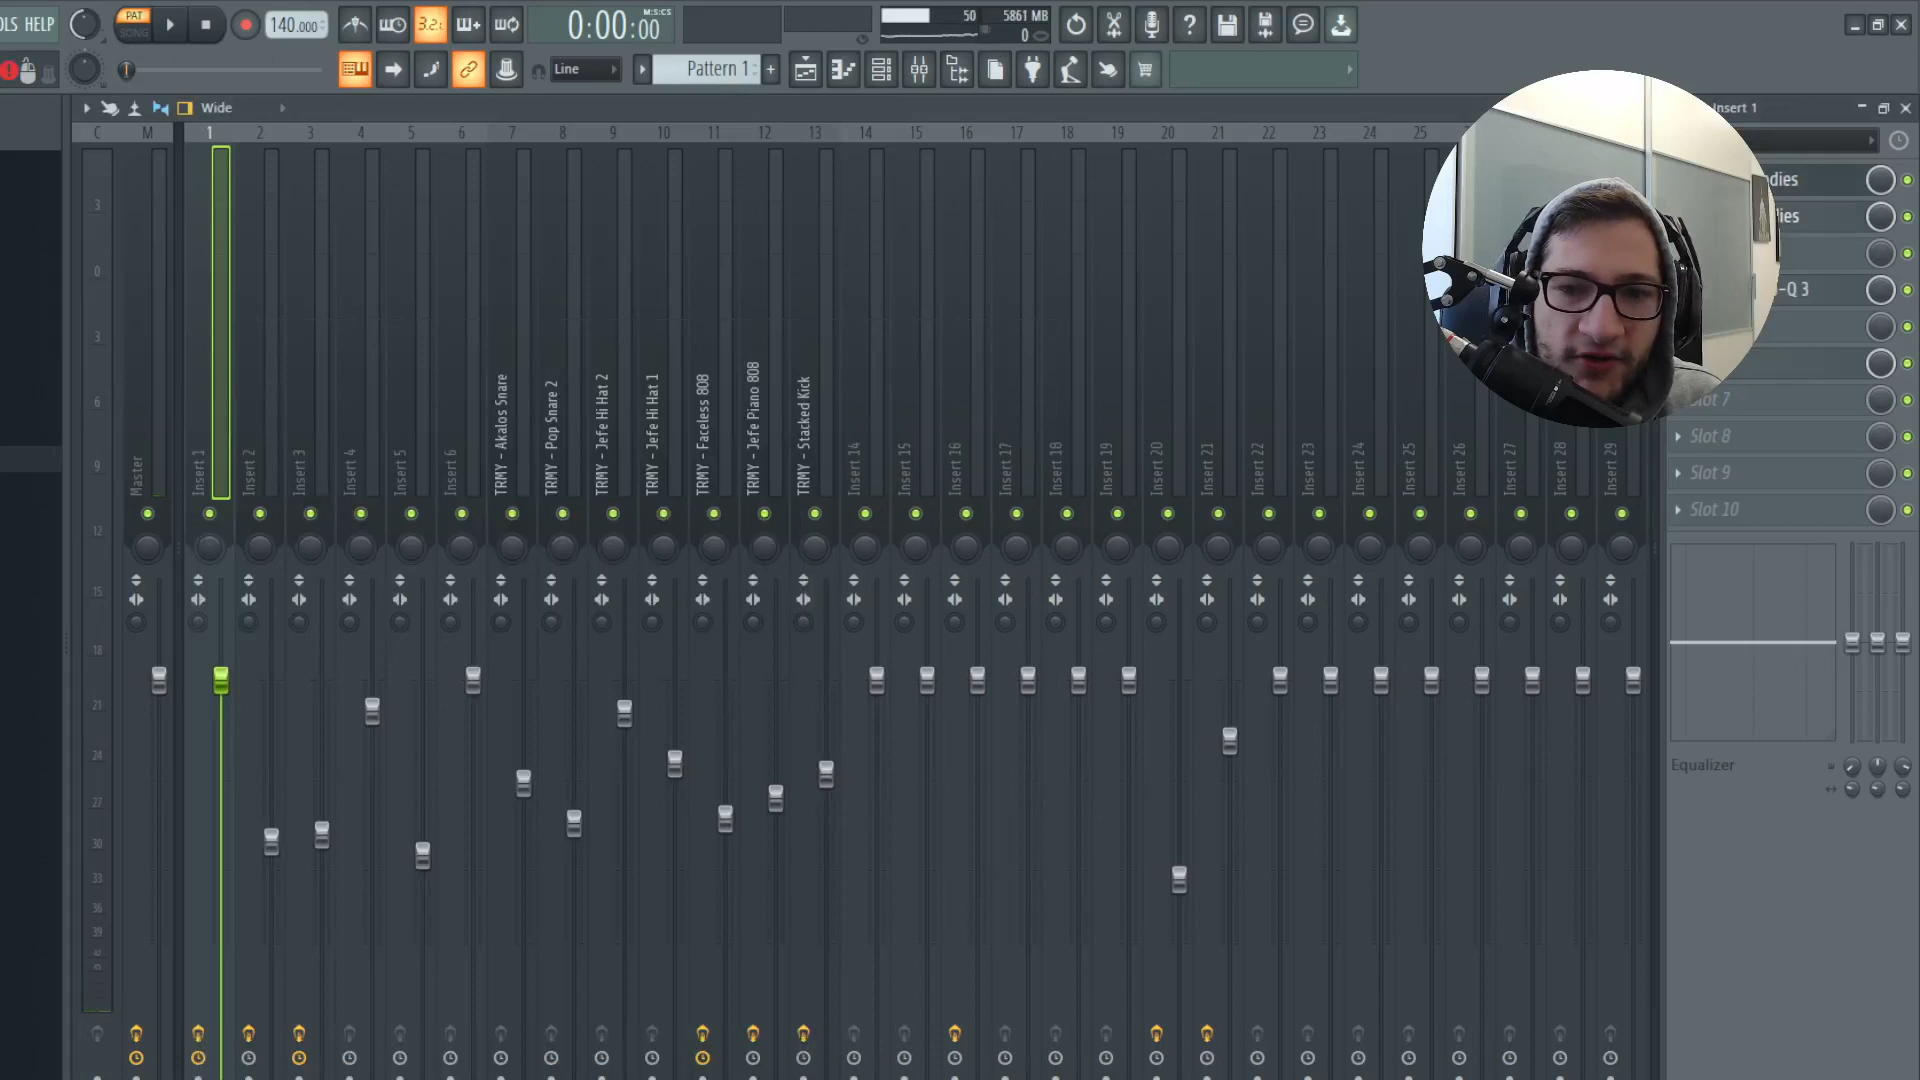 OLS HELP
PAT
SONG
140.000
3.2.
M:S:CS
0:00:00
50
5861 MB
0
Line
Pattern 1
Wide
Insert 1
C M 1 2 3 4 5 6 7 8 9 10 11 12 13 14 15 16 17 18 19 20 21 22 23 24 25
3
0
3
6
9
12
15
18
21
24
27
30
33
36
39
Master
Insert 1
Insert 2
Insert 3
Insert 4
Insert 5
Insert 6
TRMY - Akalos Snare
TRMY - Pop Snare 2
TRMY - Jefe Hi Hat 2
TRMY - Jefe Hi Hat 1
TRMY - Faceless 808
TRMY - Jefe Piano 808
TRMY - Stacked Kick
Insert 14
Insert 15
Insert 16
Insert 17
Insert 18
Insert 19
Insert 20
Insert 21
Insert 22
Insert 23
Insert 24
Insert 25
Insert 26
Insert 27
Insert 28
Insert 29
dies
ies
-Q 3
Slot 7
Slot 8
Slot 9
Slot 10
Equalizer